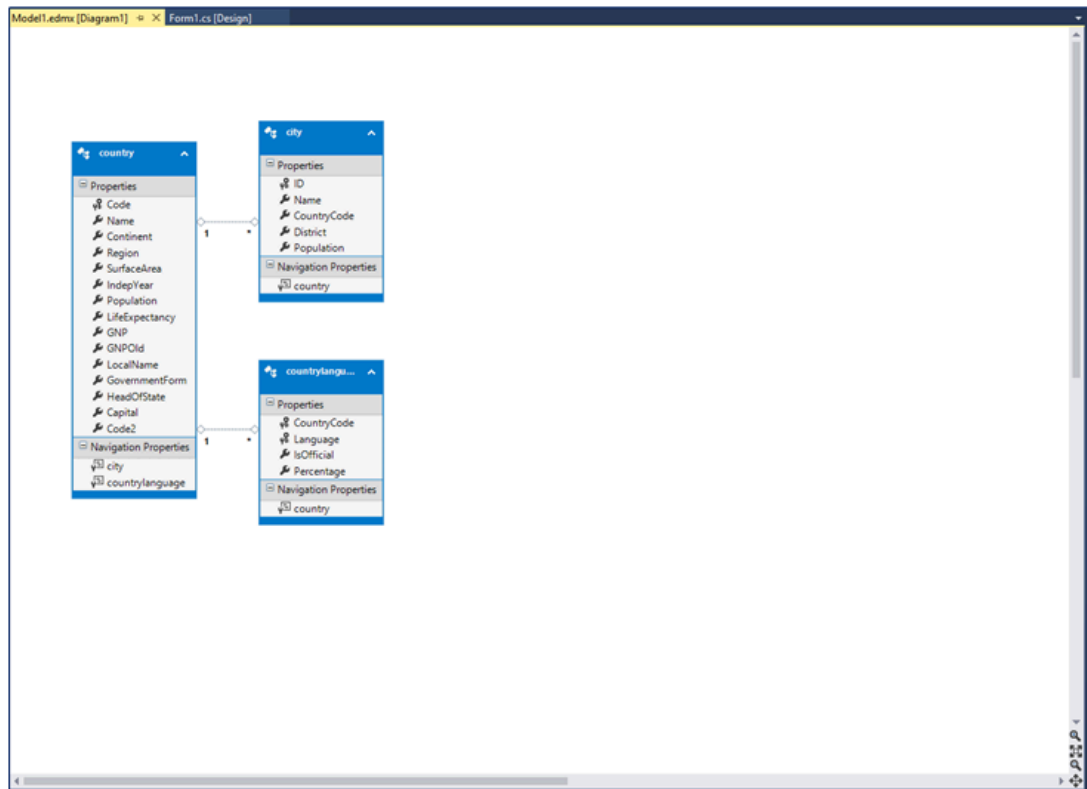 Model1.edmx [Diagram1]
Form1.cs [Design]
country
Properties
Code
Name
Continent
Region
SurfaceArea
IndepYear
Population
LifeExpectancy
GNP
GNPOld
LocalName
GovernmentForm
HeadOfState
Capital
Code2
Navigation Properties
city
countrylanguage
1 *
1 *
city
Properties
ID
Name
CountryCode
District
Population
Navigation Properties
country
countrylangu...
Properties
CountryCode
Language
IsOfficial
Percentage
Navigation Properties
country